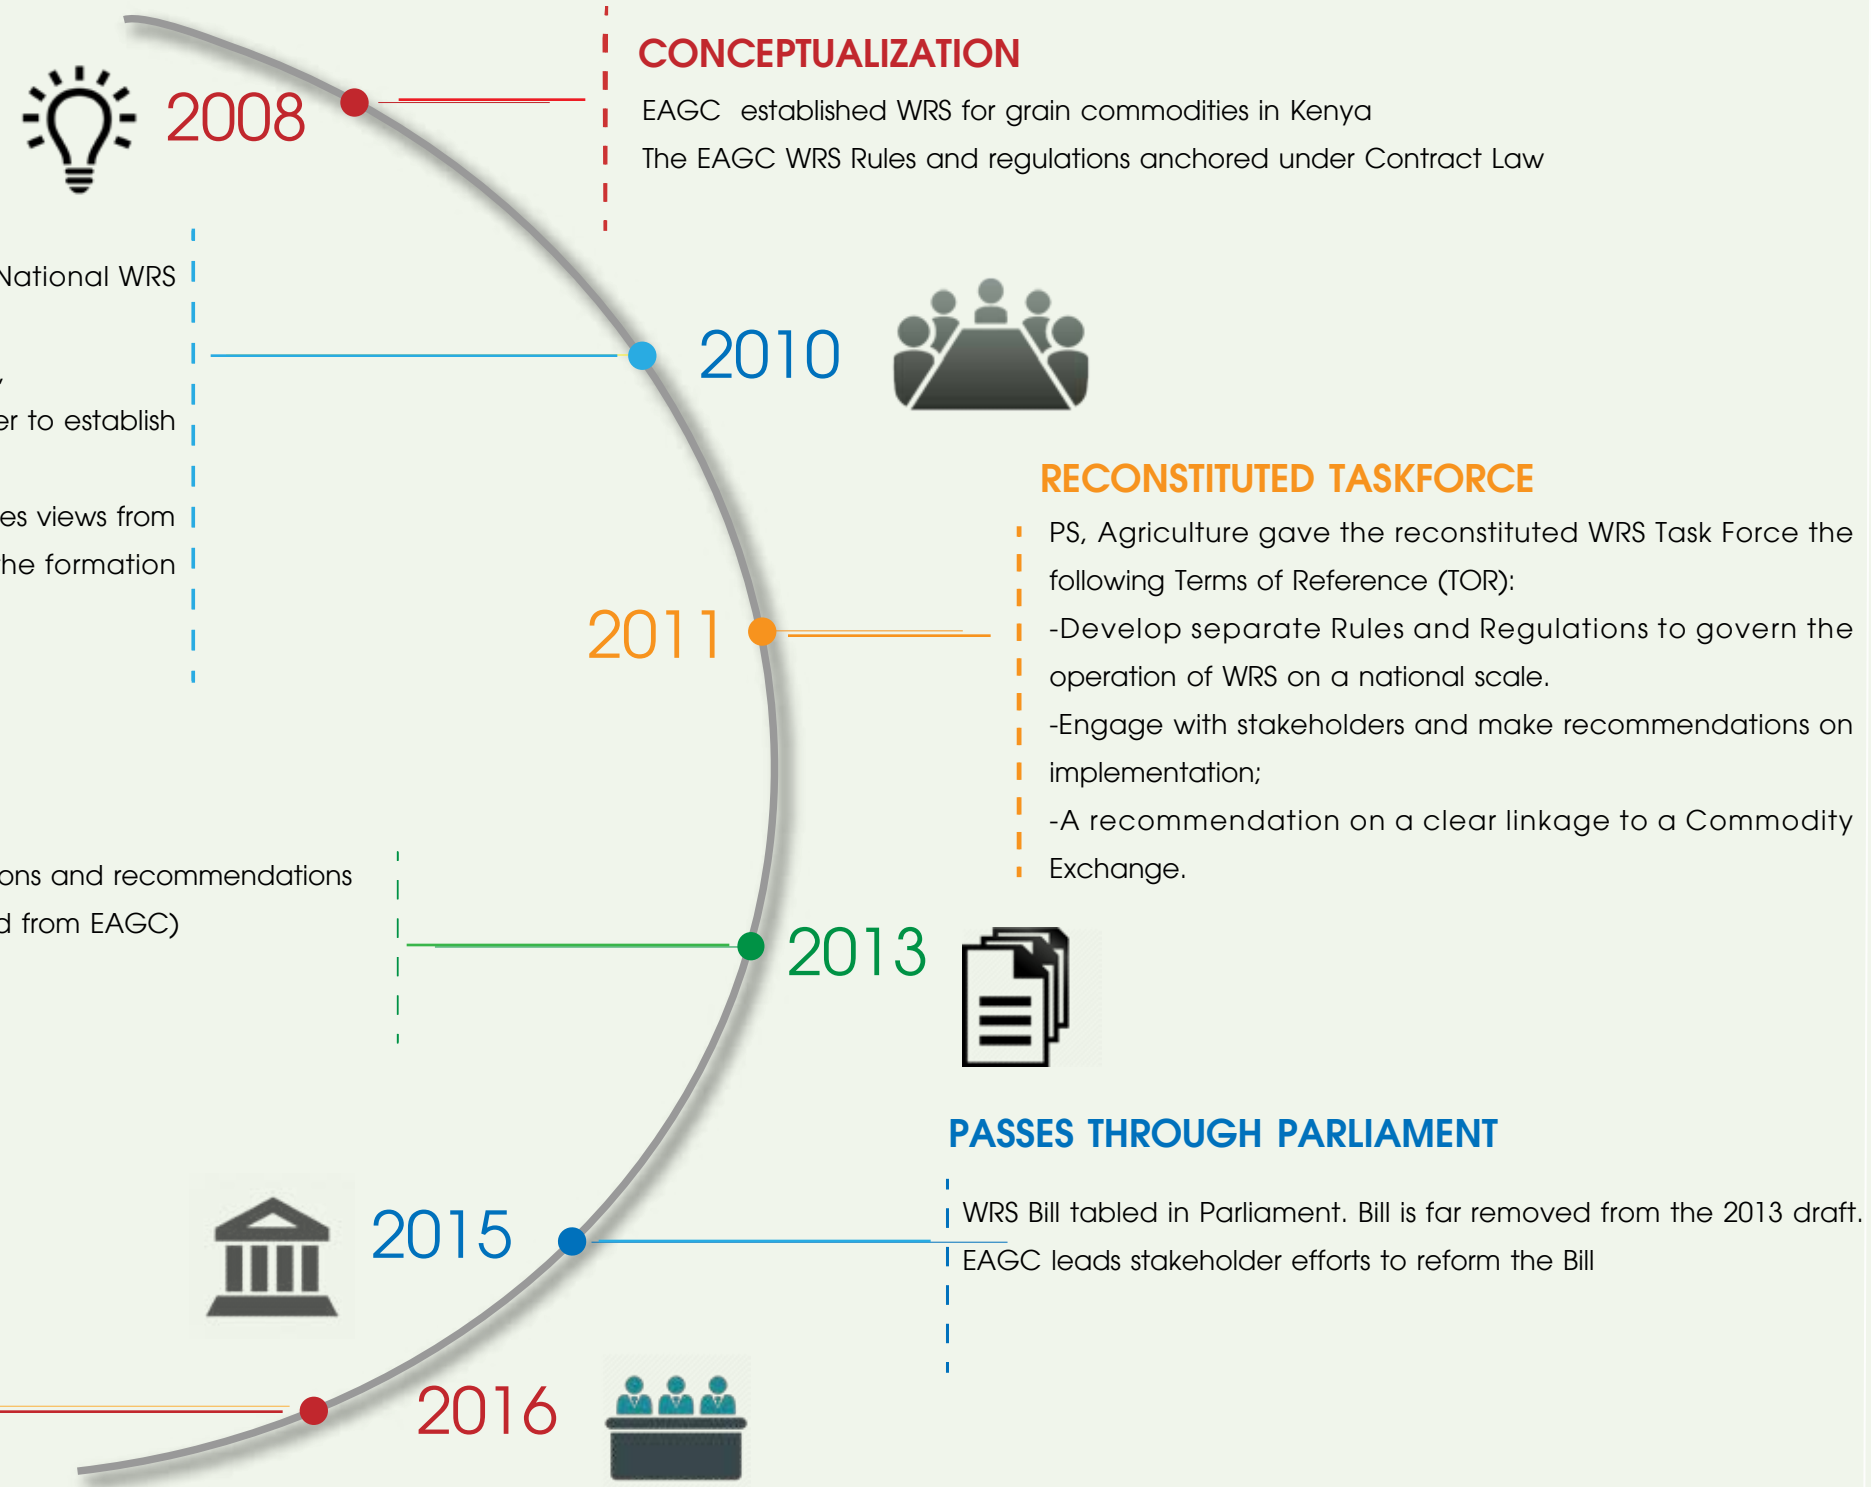 2008
CONCEPTUALIZATION
EAGC established WRS for grain commodities in Kenya
The EAGC WRS Rules and regulations anchored under Contract Law
National WRS
to establish
views from
the formation
2010
RECONSTITUTED TASKFORCE
PS, Agriculture gave the reconstituted WRS Task Force the
following Terms of Reference (TOR):
-Develop separate Rules and Regulations to govern the
operation of WRS on a national scale.
-Engage with stakeholders and make recommendations on
implementation;
-A recommendation on a clear linkage to a Commodity
Exchange.
2011
and recommendations
from EAGC)
2013
PASSES THROUGH PARLIAMENT
WRS Bill tabled in Parliament. Bill is far removed from the 2013 draft.
EAGC leads stakeholder efforts to reform the Bill
2015
2016